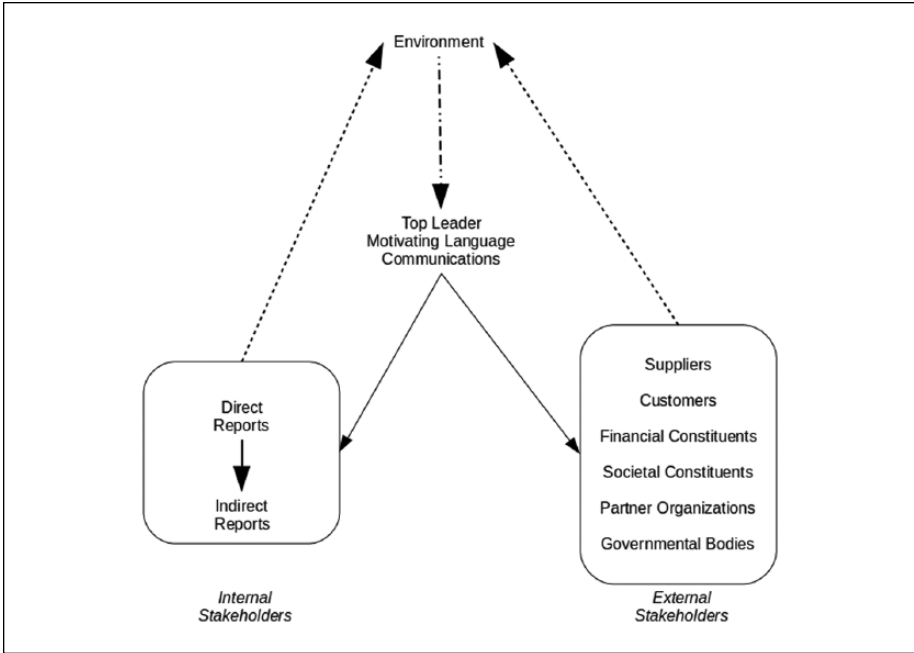 Environment
Top Leader
Motivating Language
Communications
Direct
Reports
Indirect
Reports
Internal
Stakeholders
Suppliers
Customers
Financial Constituents
Societal Constituents
Partner Organizations
Governmental Bodies
External
Stakeholders